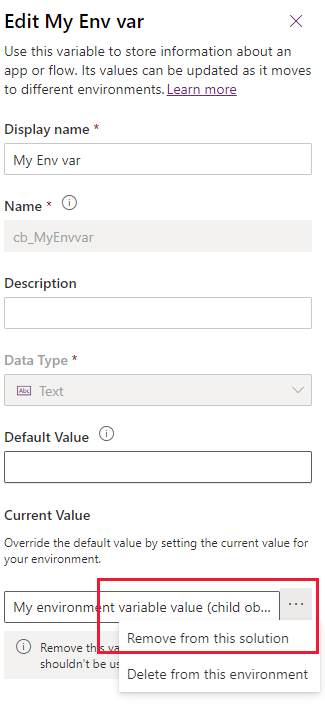 Edit My Env var
Use this variable to store information about an
app or flow. Its values can be updated as it moves
to different environments. Learn more
Display name *
My Env var
Name *
cb_MyEnvvar
Description
Data Type *
Abc Text
Default Value
Current Value
Override the default value by setting the current value for
your environment.
My environment variable value (child ob...
...
Remove from this solution
Delete from this environment
Remove this va
shouldn't be us